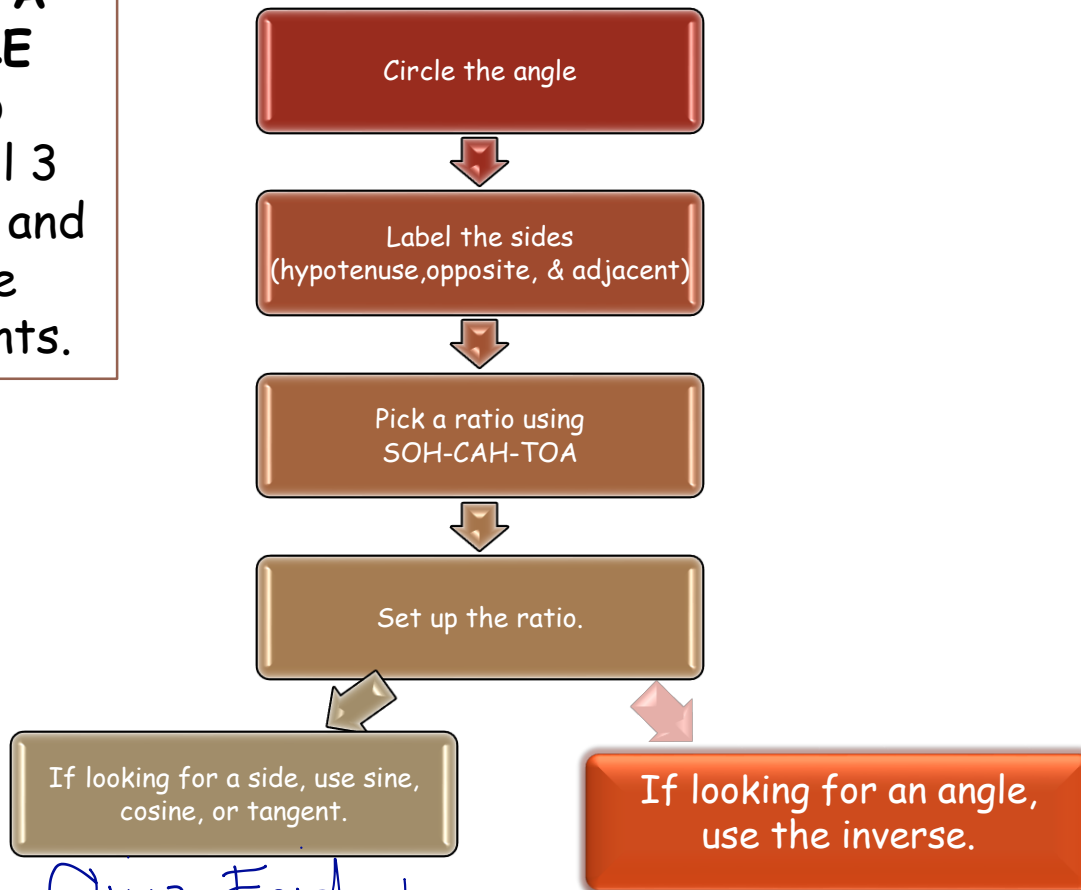 A
E
l 3
and
e
nts.
Circle the angle
Label the sides
(hypotenuse,opposite, & adjacent)
Pick a ratio using
SOH-CAH-TOA
Set up the ratio.
If looking for a side, use sine,
cosine, or tangent.
If looking for an angle,
use the inverse.